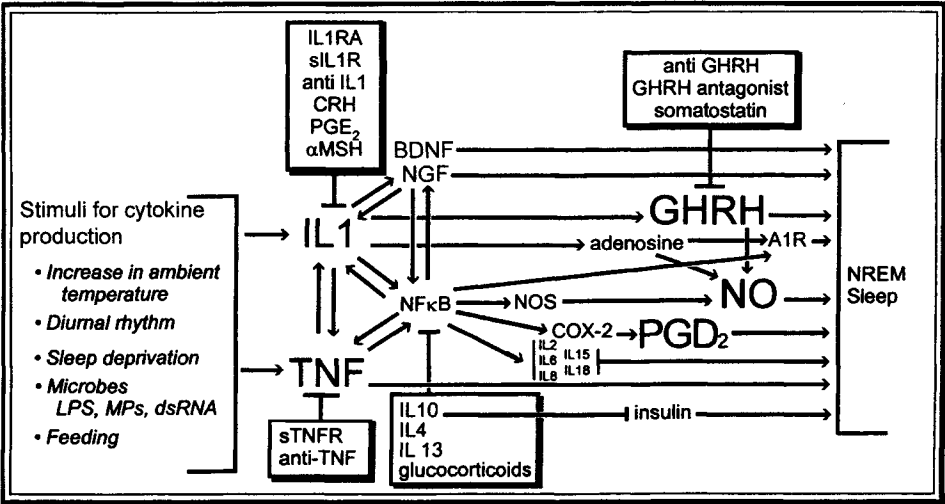 IL1RA
sIL1R
anti IL1
CRH
PGE2
αMSH
anti GHRH
GHRH antagonist
somatostatin
BDNF
NGF
Stimuli for cytokine
production
• Increase in ambient
temperature
• Diurnal rhythm
• Sleep deprivation
• Microbes
LPS, MPs, dsRNA
• Feeding
IL1
GHRH
adenosine
A1R
NFκB
NOS
NO
NREM
Sleep
COX-2
PGD2
IL2
IL6 IL15
IL8 IL18
TNF
sTNFR
anti-TNF
IL10
IL4
IL 13
glucocorticoids
insulin